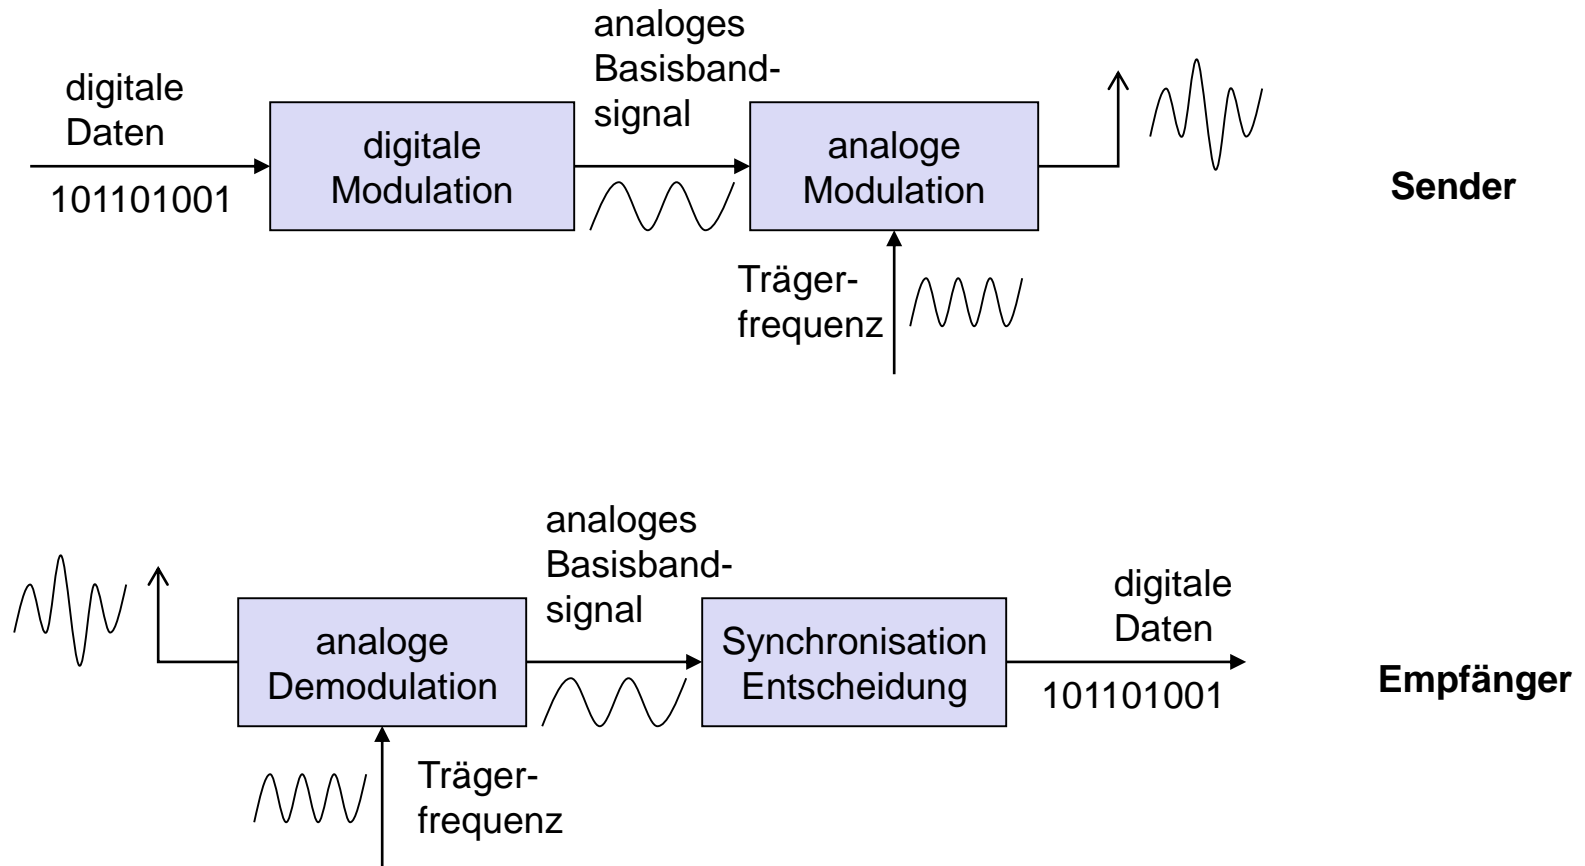 digitale
Daten
101101001
digitale
Modulation
analoges
Basisband-
signal
analoge
Modulation
Träger-
frequenz
Sender
analoge
Demodulation
Träger-
frequenz
analoges
Basisband-
signal
Synchronisation
Entscheidung
digitale
Daten
101101001
Empfänger